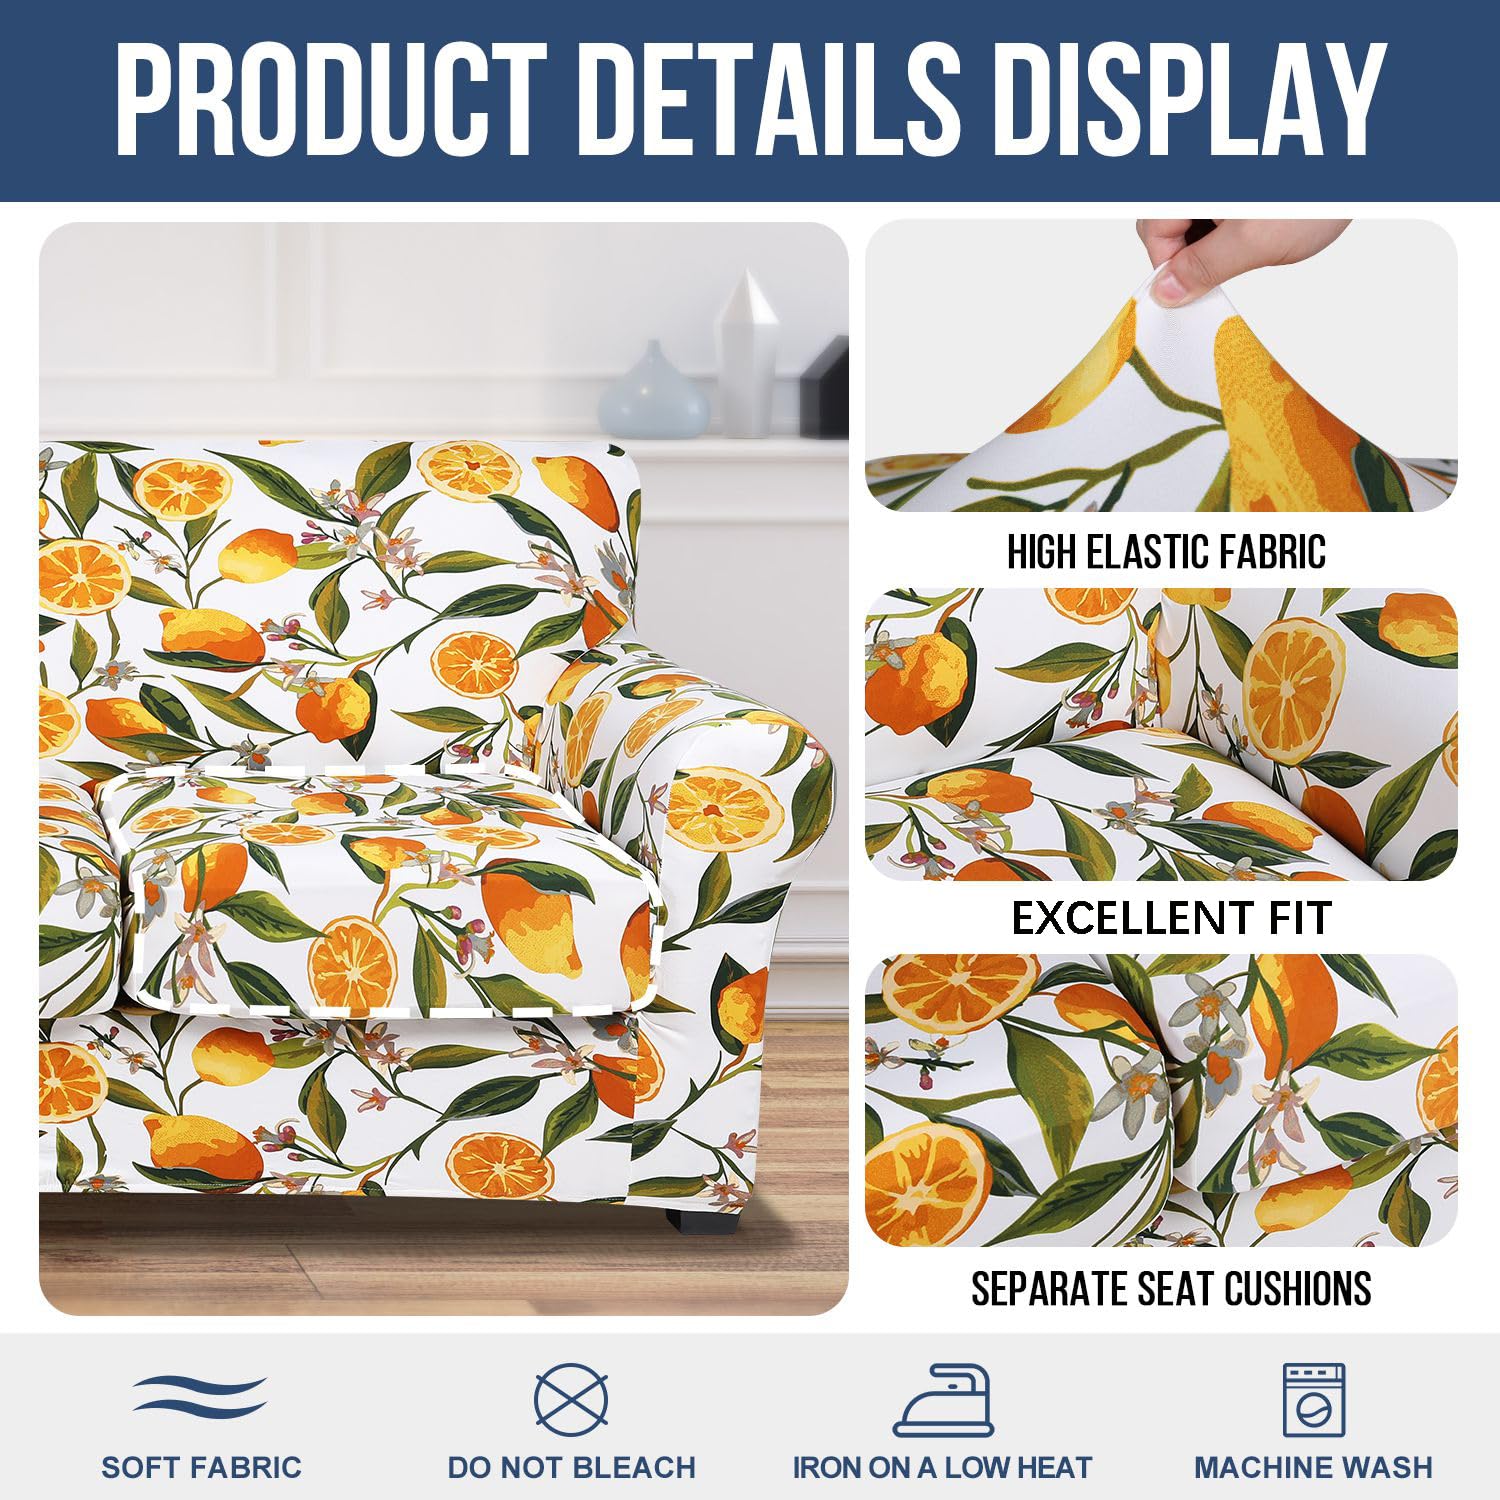 PRODUCT DETAILS DISPLAY
HIGH ELASTIC FABRIC
EXCELLENT FIT
SEPARATE SEAT CUSHIONS
SOFT FABRIC
DO NOT BLEACH
IRON ON A LOW HEAT
MACHINE WASH